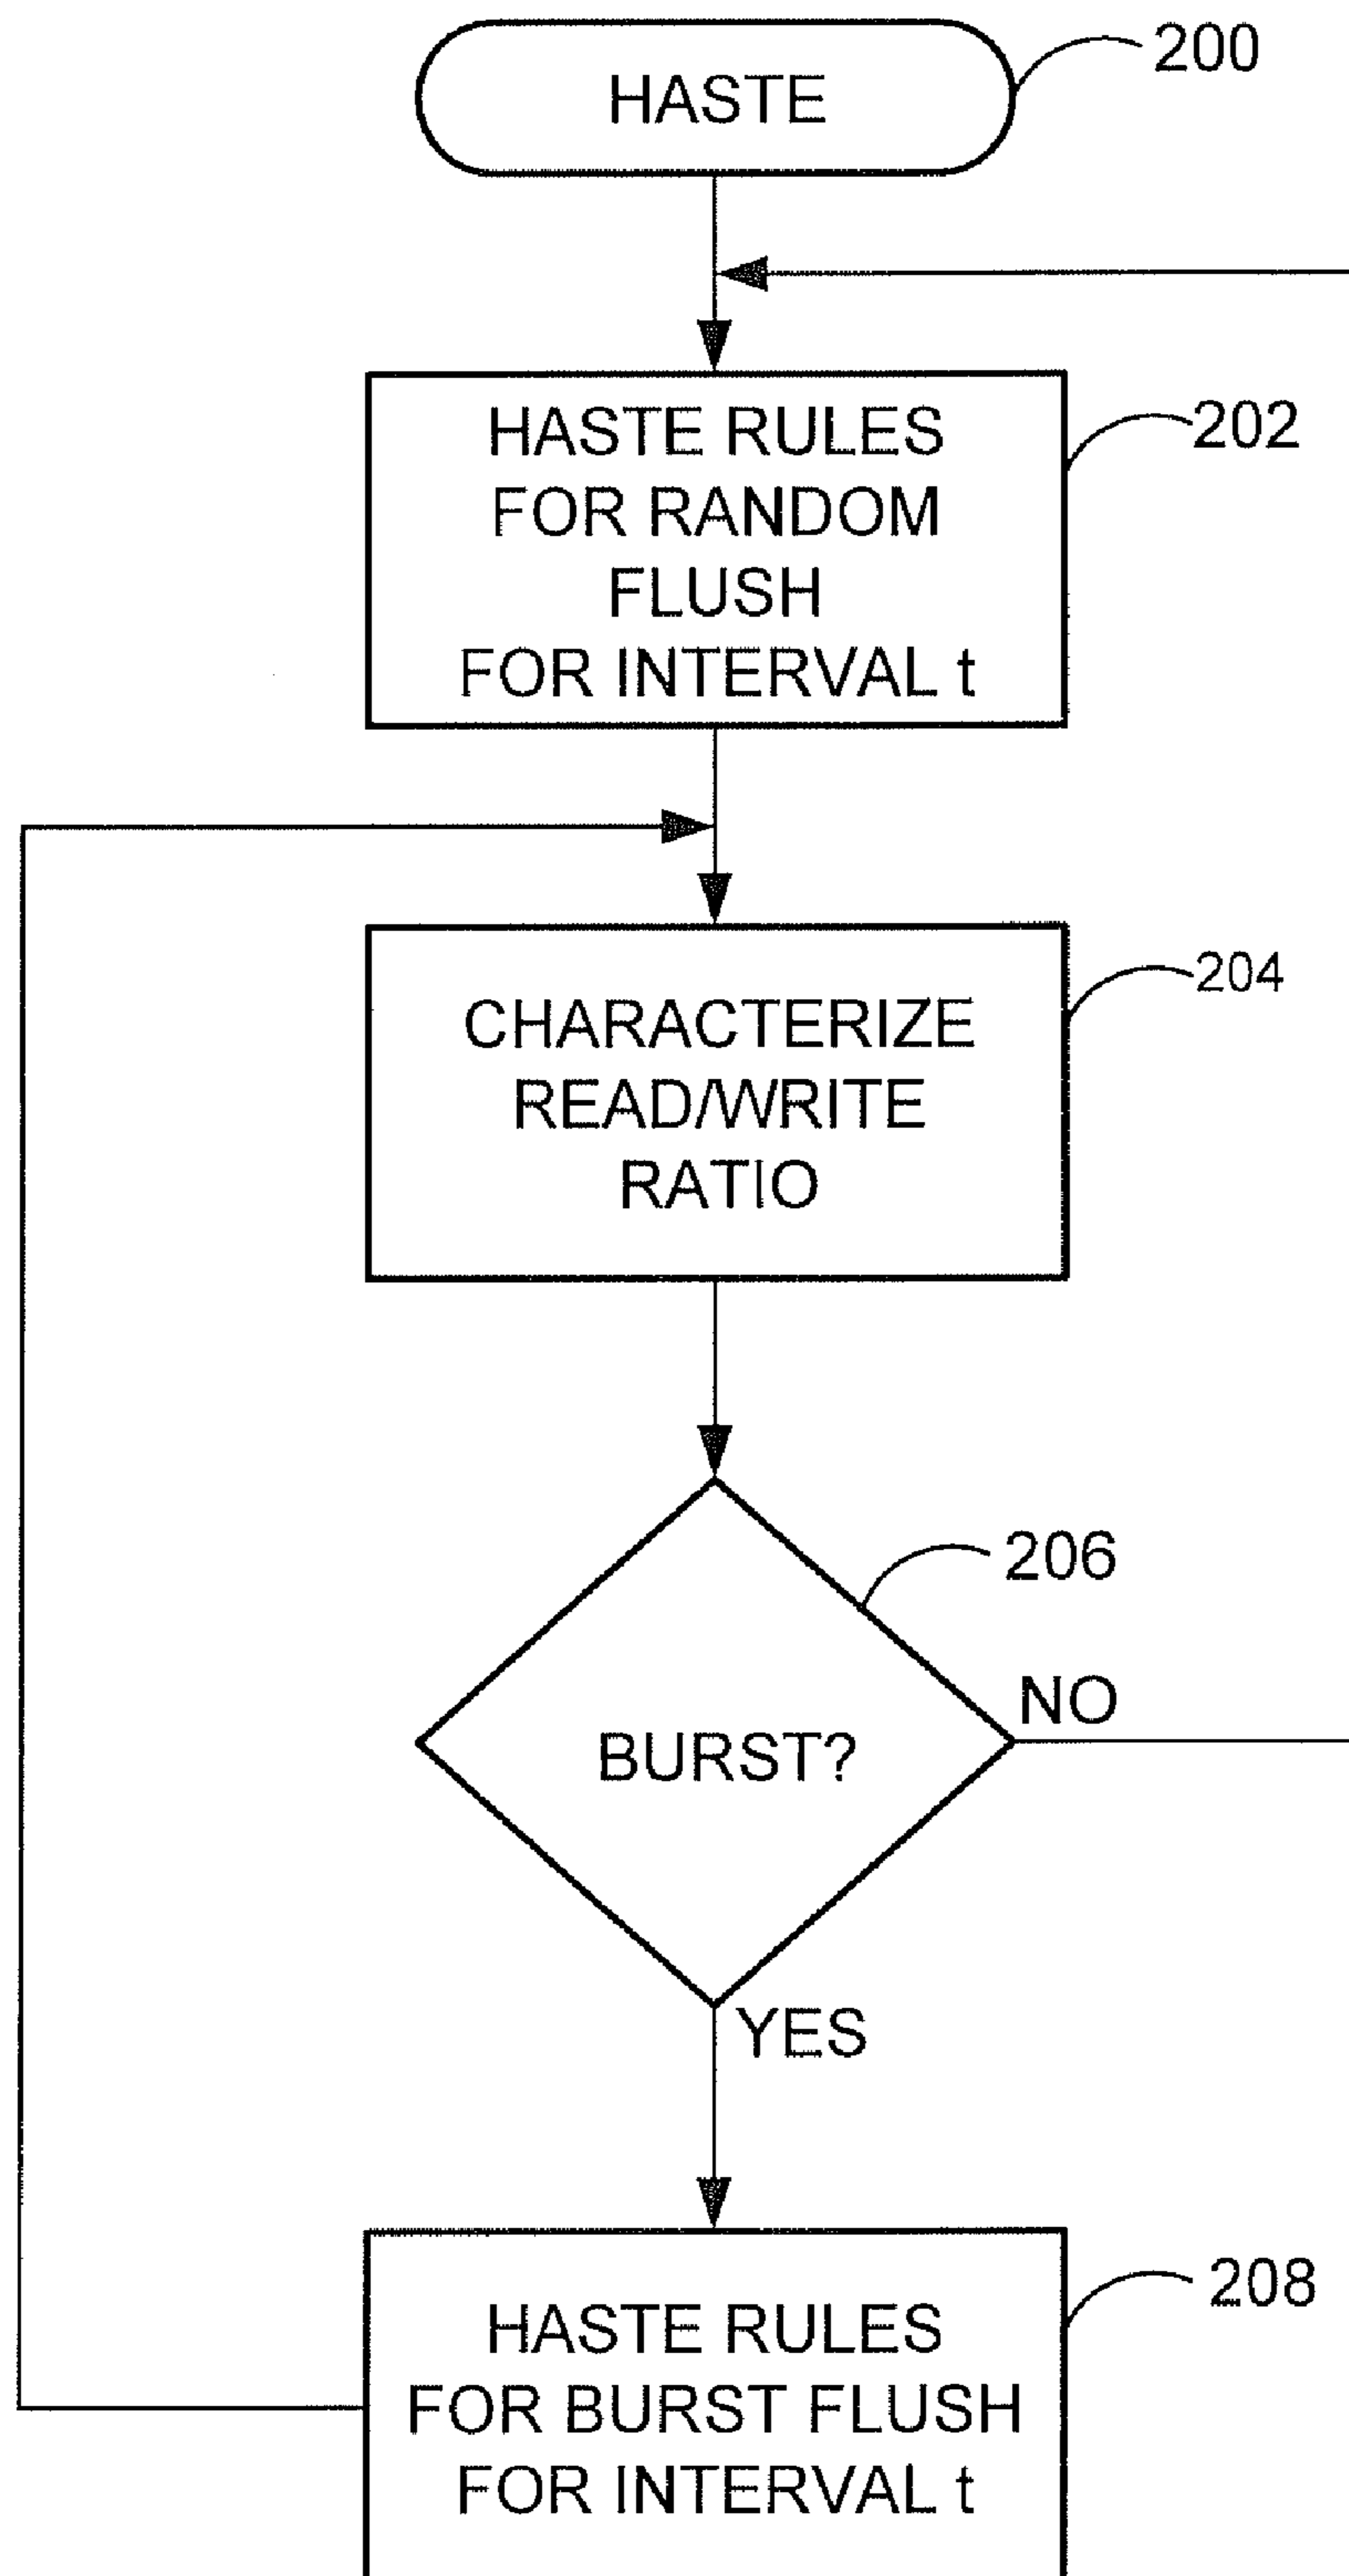 HASTE
200
HASTE RULES
FOR RANDOM
FLUSH
FOR INTERVAL t
202
CHARACTERIZE
READ/WRITE
RATIO
204
BURST?
206
NO
YES
HASTE RULES
FOR BURST FLUSH
FOR INTERVAL t
208